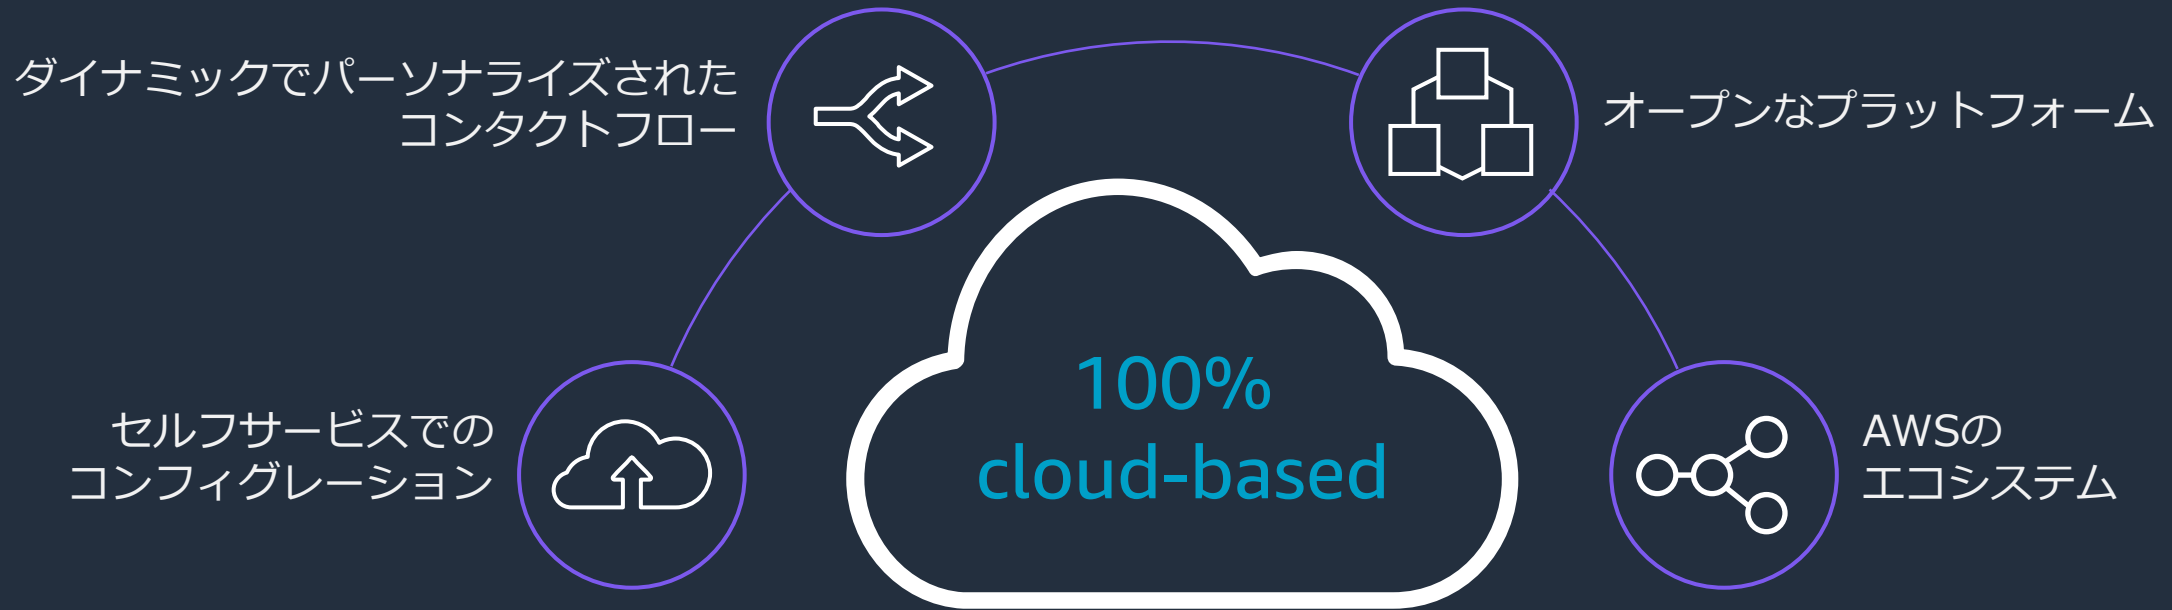 ダイナミックでパーソナライズされた
コンタクトフロー
オープンなプラットフォーム
100%
cloud-based
セルフサービスでの
コンフィグレーション
AWSの
エコシステム